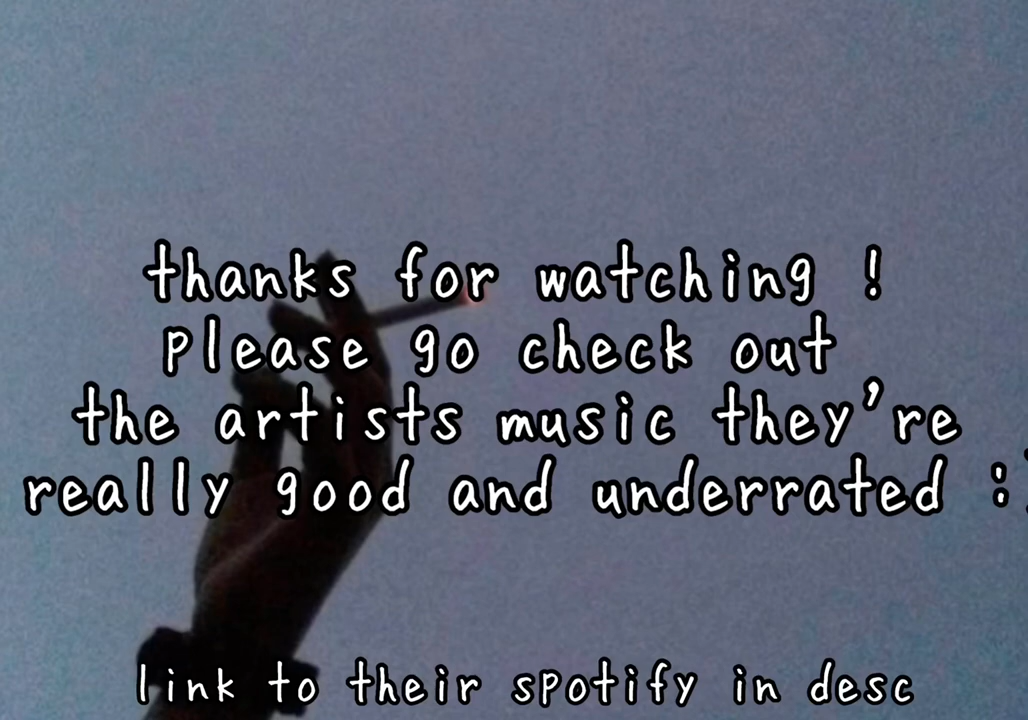 thanks for watching !
please go check out
the artists music they're
really good and underrated :)
link to their spotify in desc